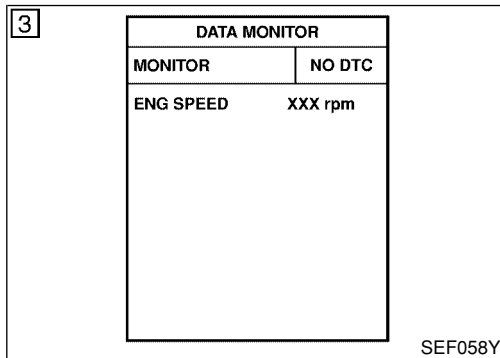 3
DATA MONITOR
MONITOR NO DTC
ENG SPEED XXX rpm
SEF058Y